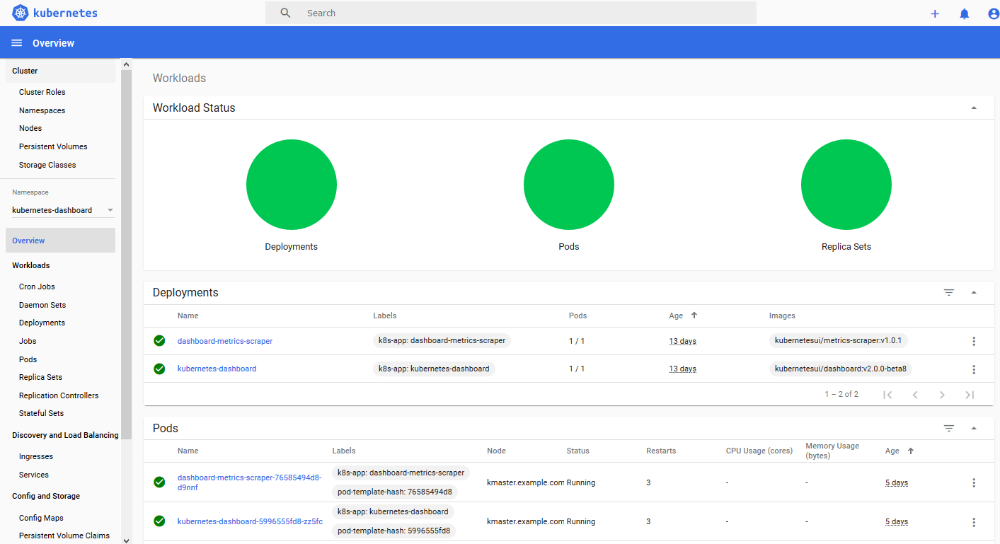 kubernetes
Search
Overview
Cluster
Cluster Roles
Namespaces
Nodes
Persistent Volumes
Storage Classes
Namespace
kubernetes-dashboard
Overview
Workloads
Cron Jobs
Daemon Sets
Deployments
Jobs
Pods
Replica Sets
Replication Controllers
Stateful Sets
Discovery and Load Balancing
Ingresses
Services
Config and Storage
Config Maps
Persistent Volume Claims
Workloads
Workload Status
Deployments Pods Replica Sets
Deployments
Name Labels Pods Age Images
dashboard-metrics-scraper k8s-app: dashboard-metrics-scraper 1 / 1 13 days kubernetesui/metrics-scraper:v1.0.1
kubernetes-dashboard k8s-app: kubernetes-dashboard 1 / 1 13 days kubernetesui/dashboard:v2.0.0-beta8
1 – 2 of 2
Pods
Name Labels Node Status Restarts CPU Usage (cores) Memory Usage (bytes) Age
dashboard-metrics-scraper-76585494d8-
d9nnf
k8s-app: dashboard-metrics-scraper
pod-template-hash: 76585494d8
kmaster.example.com Running 3 - - 5 days
kubernetes-dashboard-5996555fd8-zz5fc
k8s-app: kubernetes-dashboard
pod-template-hash: 5996555fd8
kmaster.example.com Running 3 - - 5 days